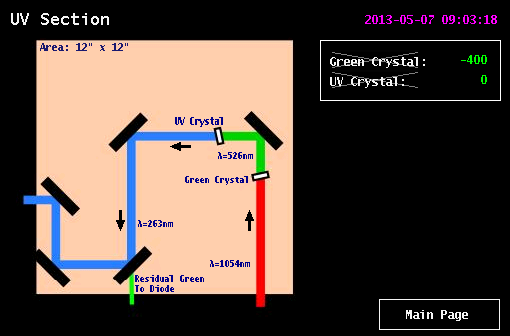 UV Section
2013-05-07 09:03:18
Area: 12" x 12"
Green Crystal: -400
UV Crystal: 0
UV Crystal
λ=526nm
Green Crystal
λ=263nm
λ=1054nm
Residual Green
To Diode
Main Page